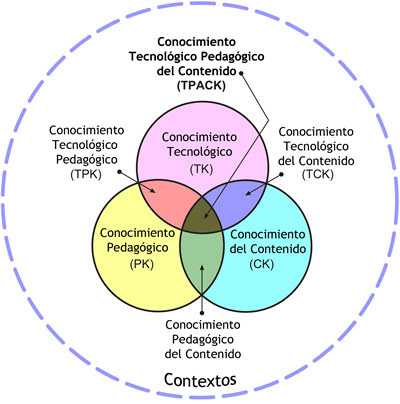 Conocimiento
Tecnológico Pedagógico
del Contenido
(TPACK)
Conocimiento
Tecnológico
Pedagógico
(TPK)
Conocimiento
Tecnológico
(TK)
Conocimiento
Tecnológico
del Contenido
(TCK)
Conocimiento
Pedagógico
(PK)
Conocimiento
del Contenido
(CK)
Conocimiento
Pedagógico
del Contenido
Contextos